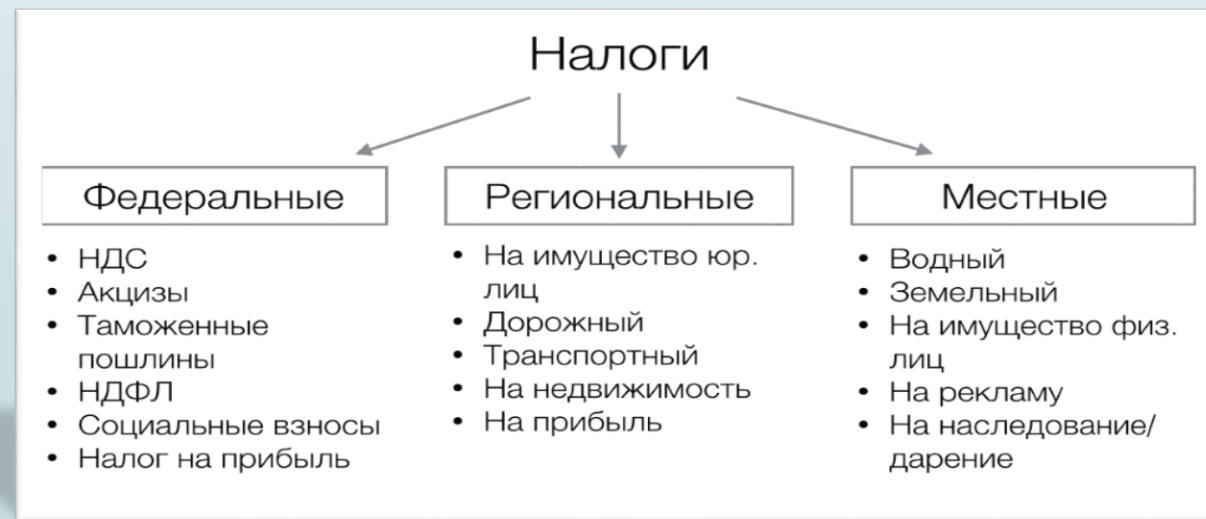 Налоги
Федеральные
• НДС
• Акцизы
• Таможенные
пошлины
• НДФЛ
• Социальные взносы
• Налог на прибыль
Региональные
• На имущество юр.
лиц
• Дорожный
• Транспортный
• На недвижимость
• На прибыль
Местные
• Водный
• Земельный
• На имущество физ.
лиц
• На рекламу
• На наследование/
дарение